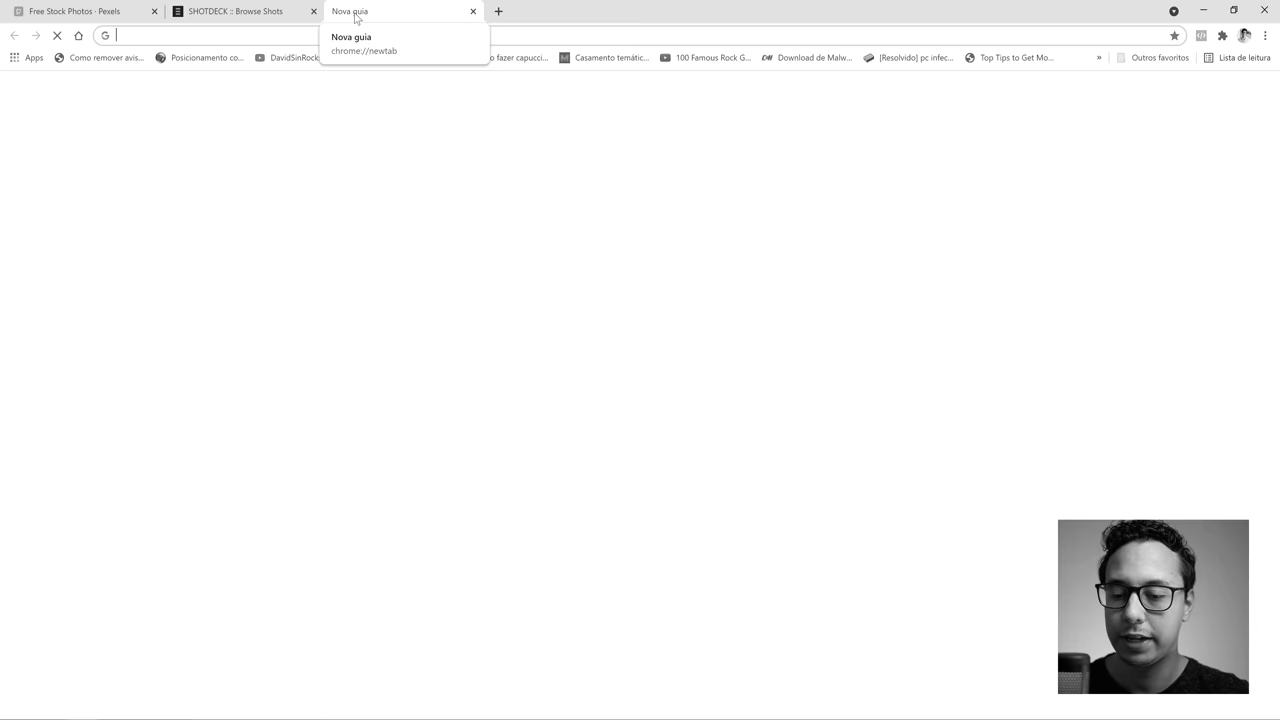 Free Stock Photos · Pexels
SHOTDECK :: Browse Shots
Nova guia
Nova guia
chrome://newtab
Apps
Como remover avis...
Posicionamento co...
DavidSinRock
o fazer capucci...
Casamento temátic...
100 Famous Rock G...
Download de Malw...
[Resolvido] pc infec...
Top Tips to Get Mo...
»
Outros favoritos
Lista de leitura